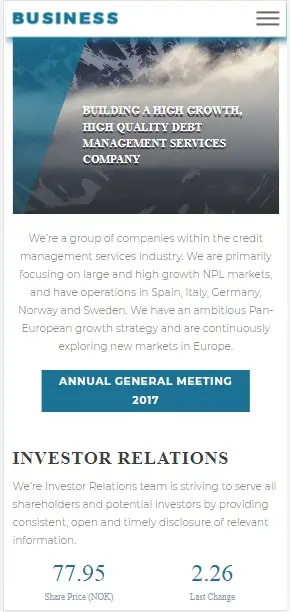 BUSINESS
BUILDING A HIGH GROWTH,
HIGH QUALITY DEBT
MANAGEMENT SERVICES
COMPANY
We're a group of companies within the credit
management services industry. We are primarily
focusing on large and high growth NPL markets,
and have operations in Spain, Italy, Germany,
Norway and Sweden. We have an ambitious Pan-
European growth strategy and are continuously
exploring new markets in Europe.
ANNUAL GENERAL MEETING
2017
INVESTOR RELATIONS
We're Investor Relations team is striving to serve all
shareholders and potential investors by providing
consistent, open and timely disclosure of relevant
information.
77.95 2.26
Share Price (NOK) Last Change